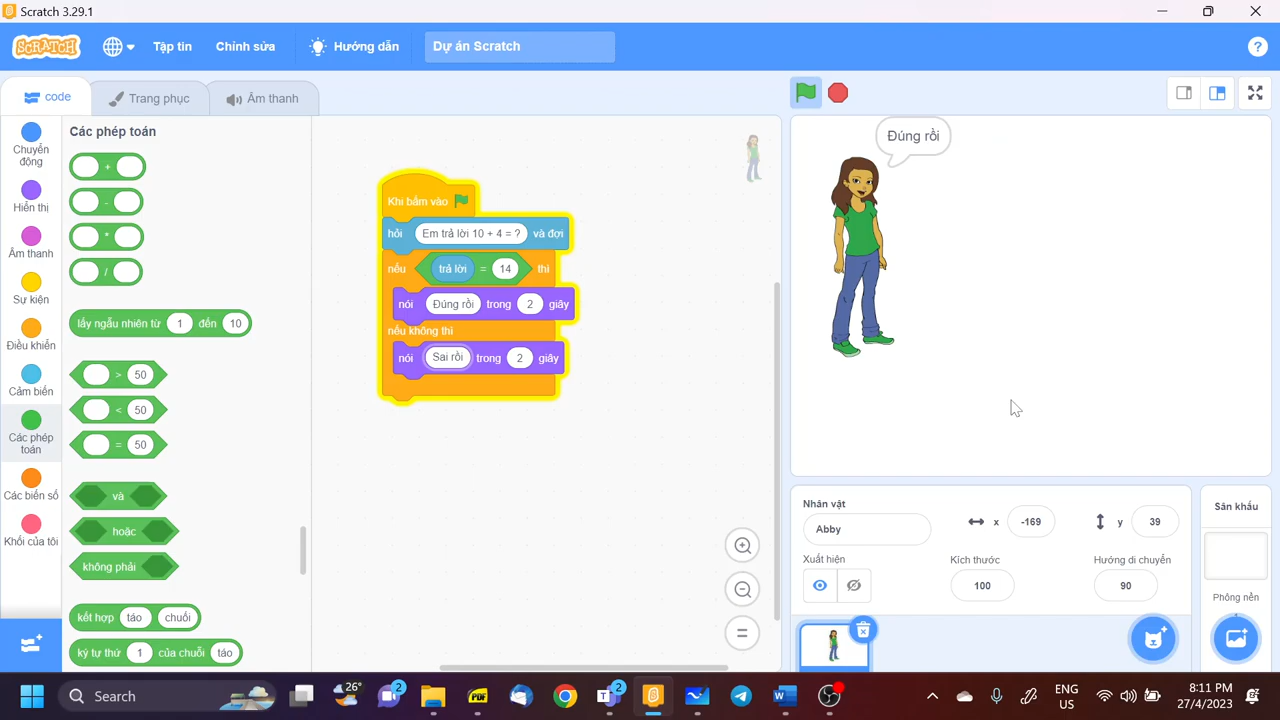 Scratch 3.29.1
SCRATCH
Tập tin
Chỉnh sửa
Hướng dẫn
Dự án Scratch
?
code
Trang phục
Âm thanh
Chuyển động
Hiển thị
Âm thanh
Sự kiện
Điều khiển
Cảm biến
Các phép toán
Các biến số
Khối của tôi
Các phép toán
+
-
*
/
lấy ngẫu nhiên từ 1 đến 10
> 50
< 50
= 50
và
hoặc
không phải
kết hợp táo chuối
ký tự thứ 1 của chuỗi táo
Khi bấm vào
hỏi Em trả lời 10 + 4 = ? và đợi
nếu trả lời = 14 thì
nói Đúng rồi trong 2 giây
nếu không thì
nói Sai rồi trong 2 giây
Đúng rồi
Nhân vật
Abby
x -169
y 39
Xuất hiện
Kích thước
100
Hướng di chuyển
90
Sân khấu
Phông nền
Search
26°
2
PDF
2
ENG
US
8:11 PM
27/4/2023